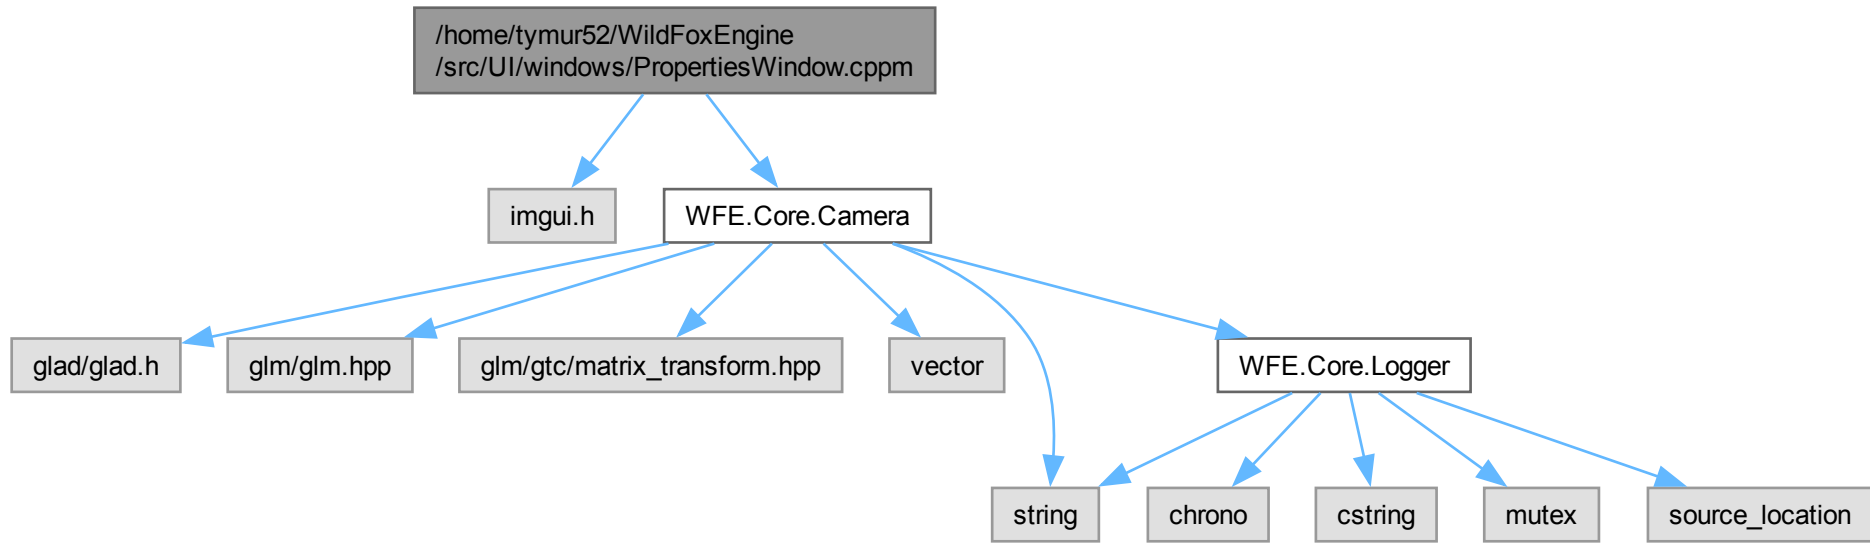 /home/tymur52/WildFoxEngine
/src/UI/windows/PropertiesWindow.cppm
imgui.h
WFE.Core.Camera
glad/glad.h
glm/glm.hpp
glm/gtc/matrix_transform.hpp
vector
WFE.Core.Logger
string
chrono
cstring
mutex
source_location